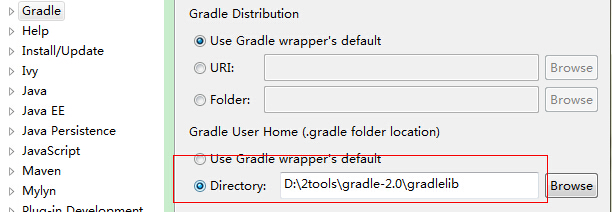 Gradle
Help
Install/Update
Ivy
Java
Java EE
Java Persistence
JavaScript
Maven
Mylyn
Plug-in Development
Gradle Distribution
Use Gradle wrapper's default
URI: Browse
Folder: Browse
Gradle User Home (.gradle folder location)
Use Gradle wrapper's default
Directory: D:\2tools\gradle-2.0\gradlelib Browse